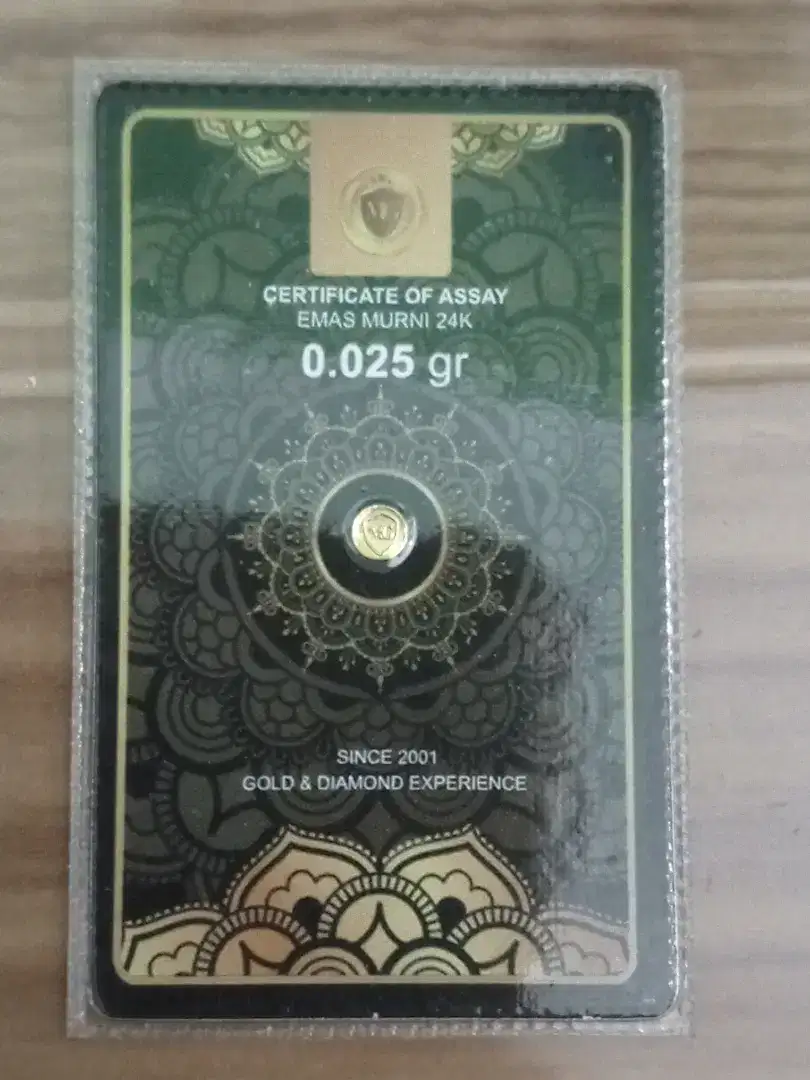 CERTIFICATE OF ASSAY
EMAS MURNI 24K
0.025 gr
SINCE 2001
GOLD & DIAMOND EXPERIENCE